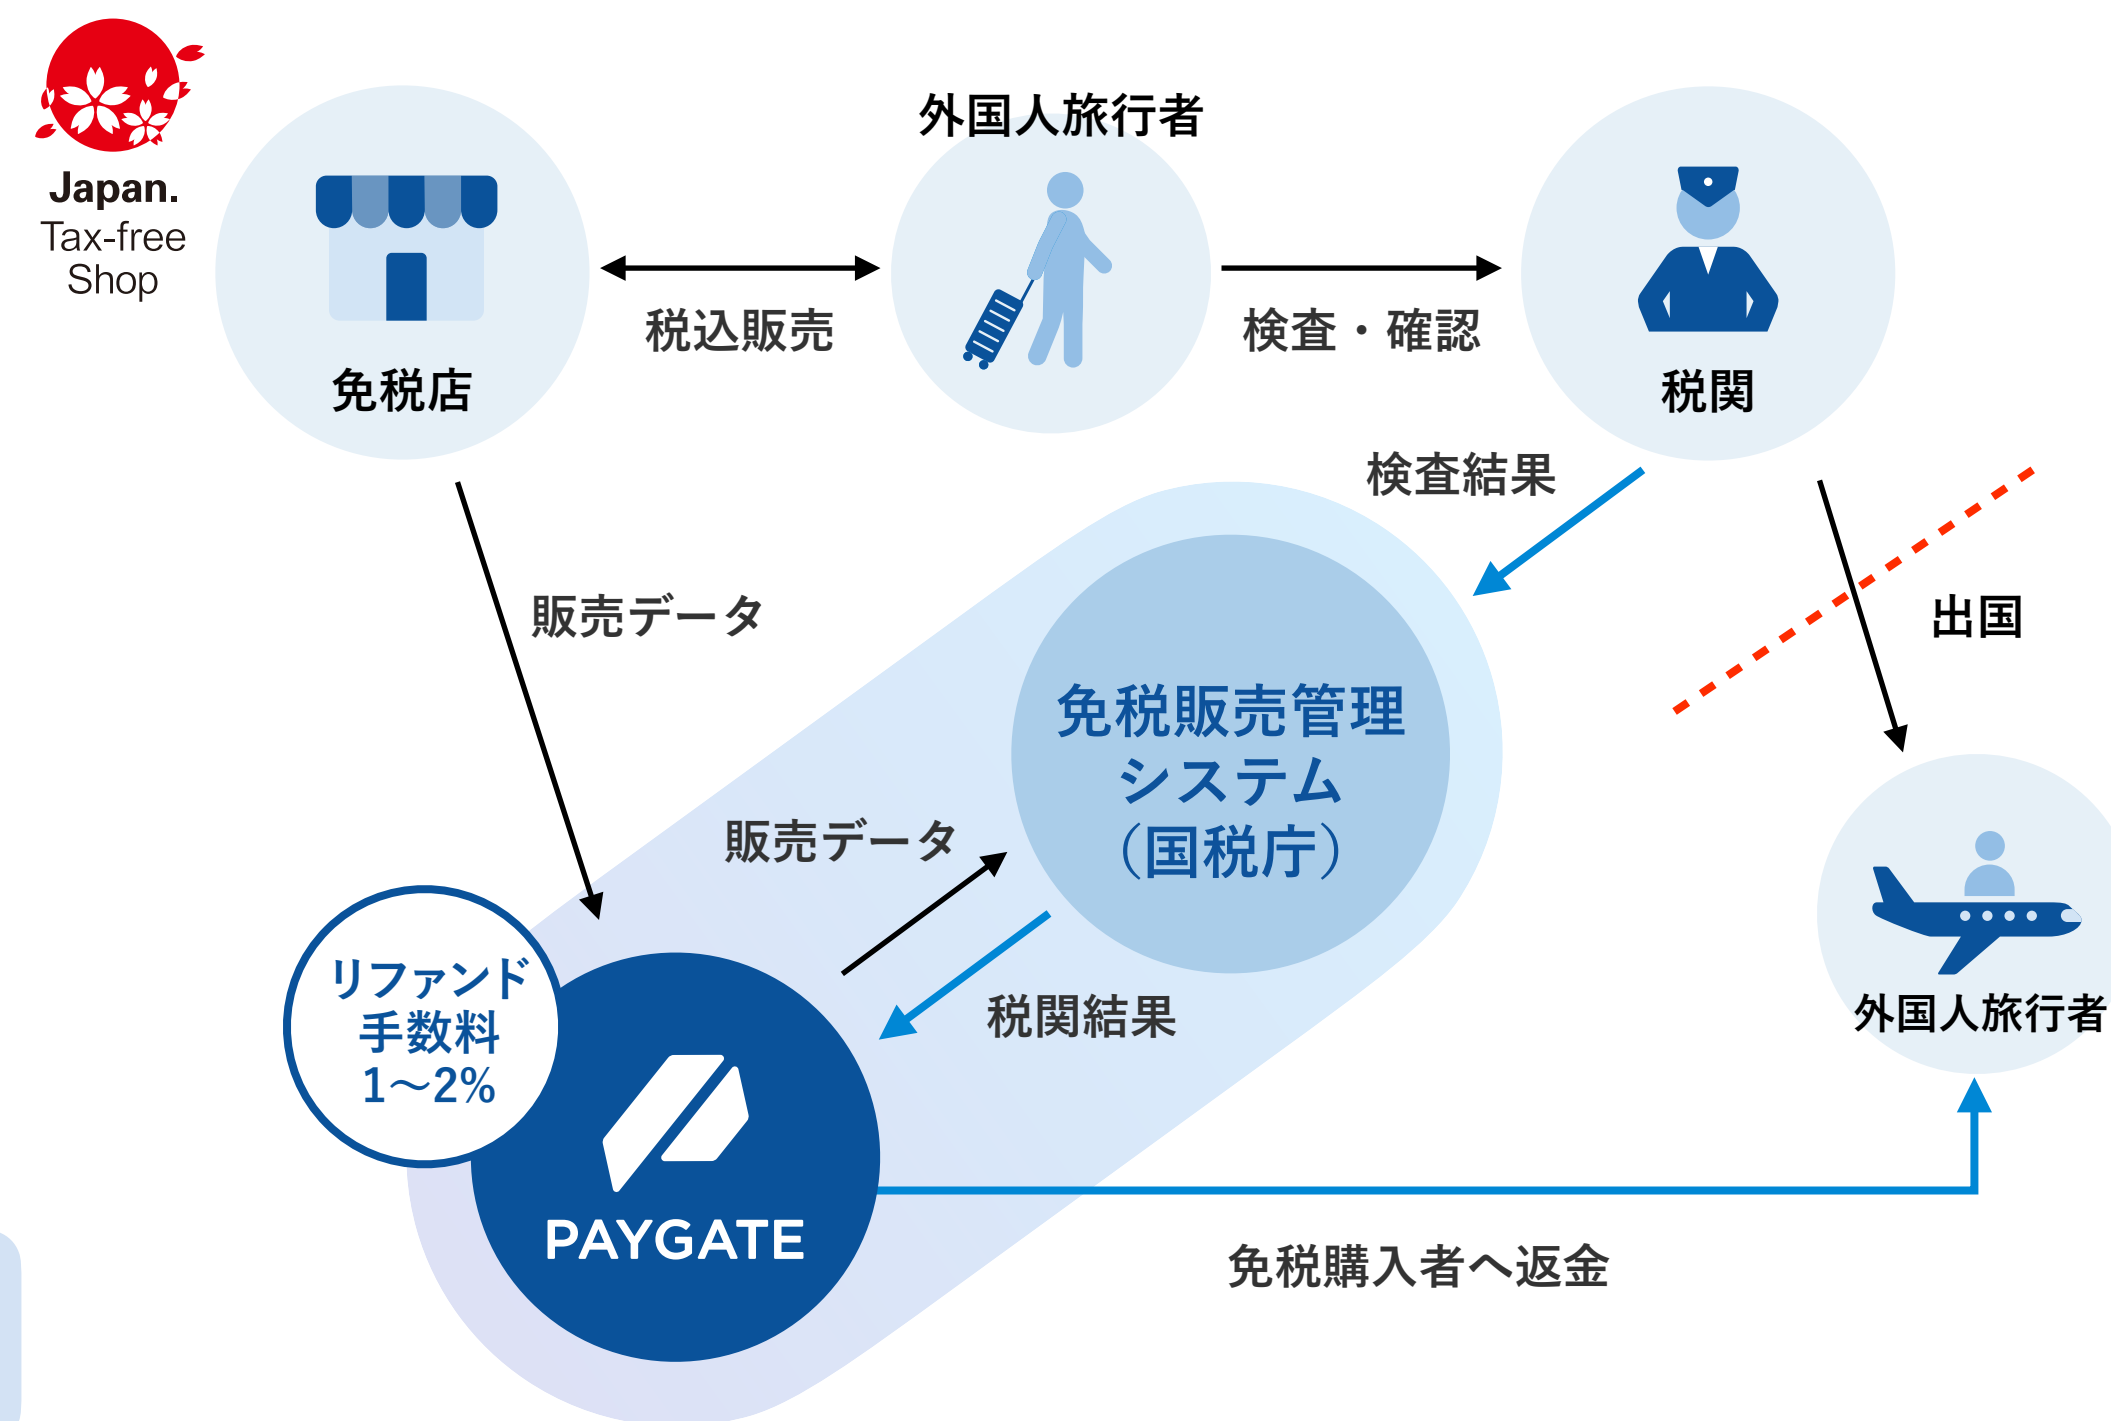 Japan.
Tax-free
Shop
外国人旅行者
税込販売
検査・確認
免税店
税関
検査結果
販売データ
出国
免税販売管理
システム
（国税庁）
販売データ
リファンド
手数料
1～2%
税関結果
外国人旅行者
PAYGATE
免税購入者へ返金